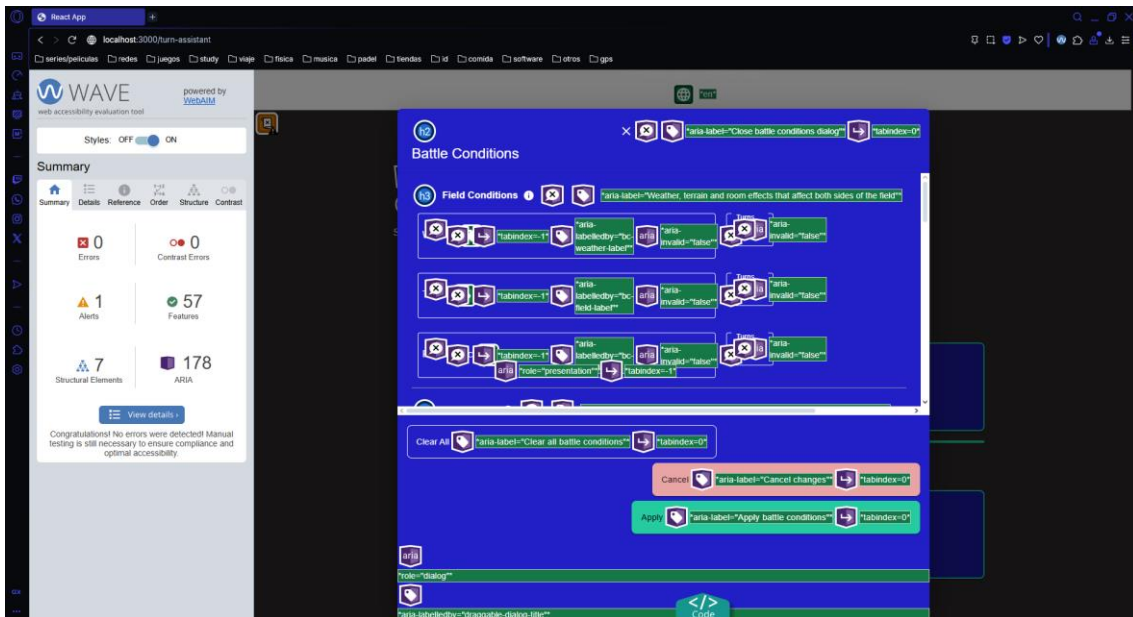 React App
localhost:3000/turn-assistant
series/peliculas redes juegos study viaje fisica musica padel tiendas id comida software otros gps
WAVE
powered by
WebAIM
web accessibility evaluation tool
Styles: OFF ON
Summary
Summary Details Reference Order Structure Contrast
0 0
Errors Contrast Errors
1 57
Alerts Features
7 178
Structural Elements ARIA
View details ›
Congratulations! No errors were detected! Manual
testing is still necessary to ensure compliance and
optimal accessibility.
*"en"
h2
× *aria-label="Close battle conditions dialog"* *tabindex=0*
Battle Conditions
h3 Field Conditions *aria-label="Weather, terrain and room effects that affect both sides of the field"*
Turns
*tabindex=-1* *aria-labelledby="bc-weather-label"* aria *aria-invalid="false"* *aria-invalid="false"*
Turns
*tabindex=-1* *aria-labelledby="bc-field-label"* aria *aria-invalid="false"* *aria-invalid="false"*
Turns
*tabindex=-1* *aria-labelledby="bc- aria *aria-invalid="false"* *aria-invalid="false"*
aria *role="presentation"* *tabindex=-1*
Clear All *aria-label="Clear all battle conditions"* *tabindex=0*
Cancel *aria-label="Cancel changes"* *tabindex=0*
Apply *aria-label="Apply battle conditions"* *tabindex=0*
aria
*role="dialog"*
*aria-labelledby="draggable-dialog-title"*
</>
Code